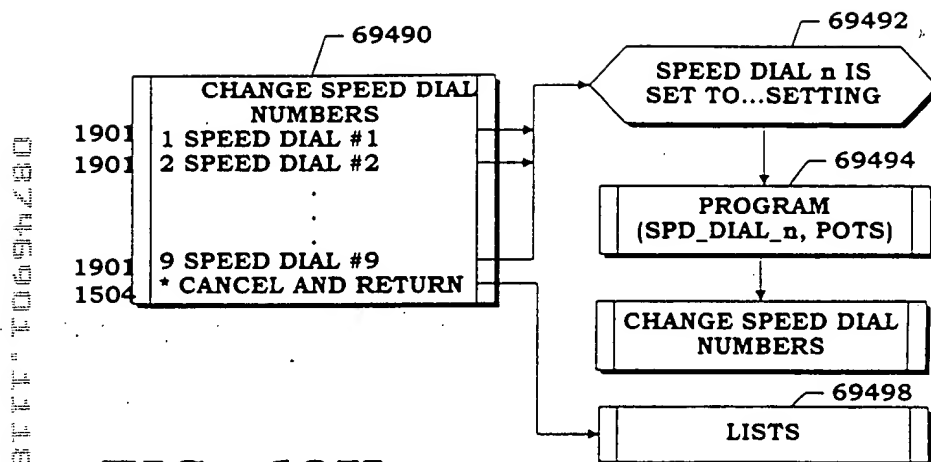 69490
CHANGE SPEED DIAL
NUMBERS
1901 1 SPEED DIAL #1
1901 2 SPEED DIAL #2
.
.
.
1901 9 SPEED DIAL #9
1504 * CANCEL AND RETURN
69492
SPEED DIAL n IS
SET TO...SETTING
69494
PROGRAM
(SPD_DIAL_n, POTS)
CHANGE SPEED DIAL
NUMBERS
69498
LISTS